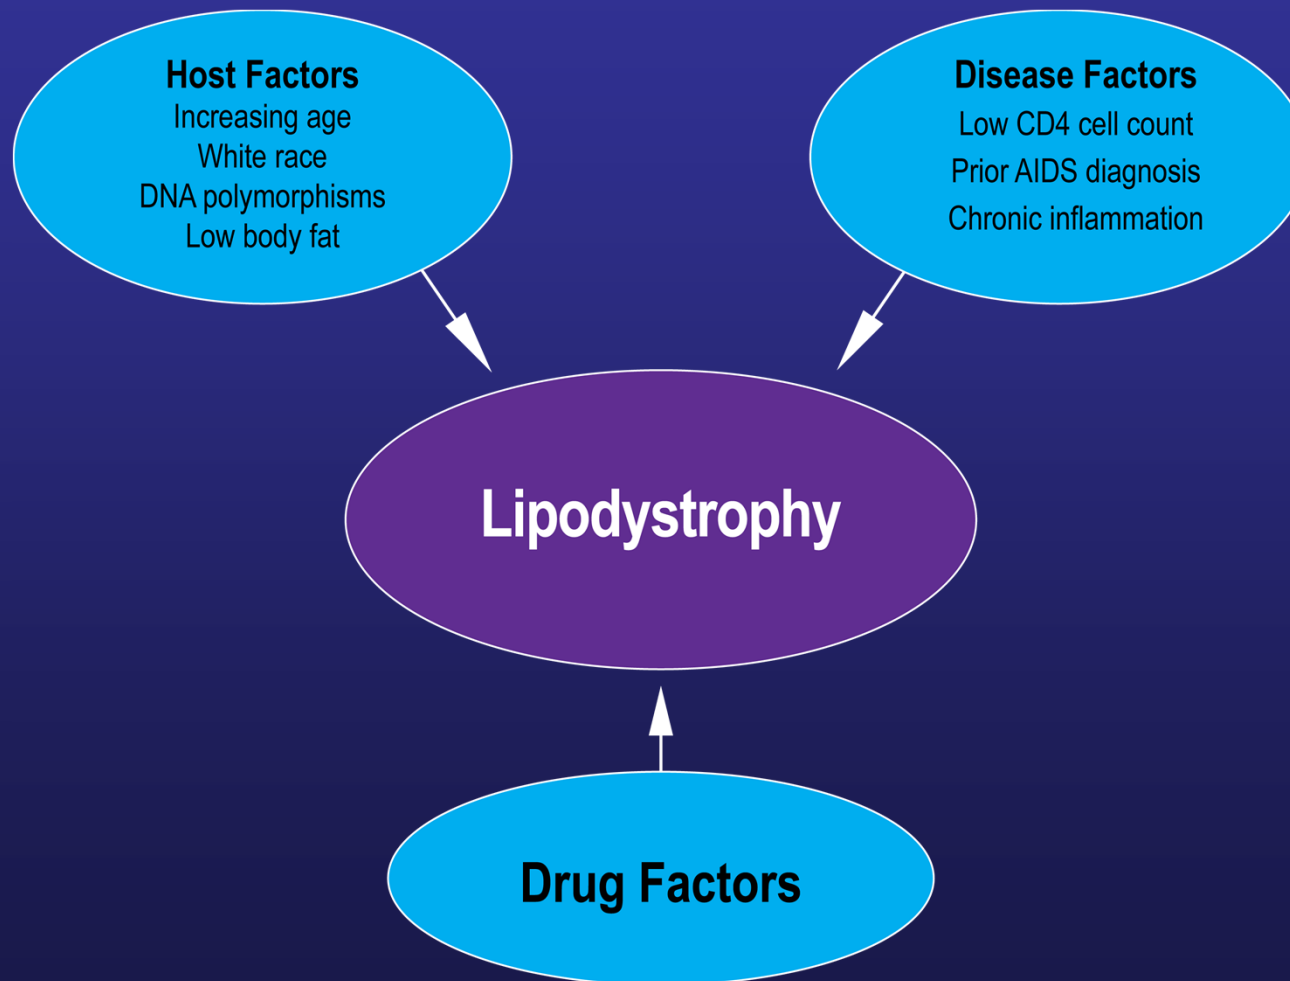 Host Factors
Increasing age
White race
DNA polymorphisms
Low body fat
Disease Factors
Low CD4 cell count
Prior AIDS diagnosis
Chronic inflammation
Lipodystrophy
Drug Factors